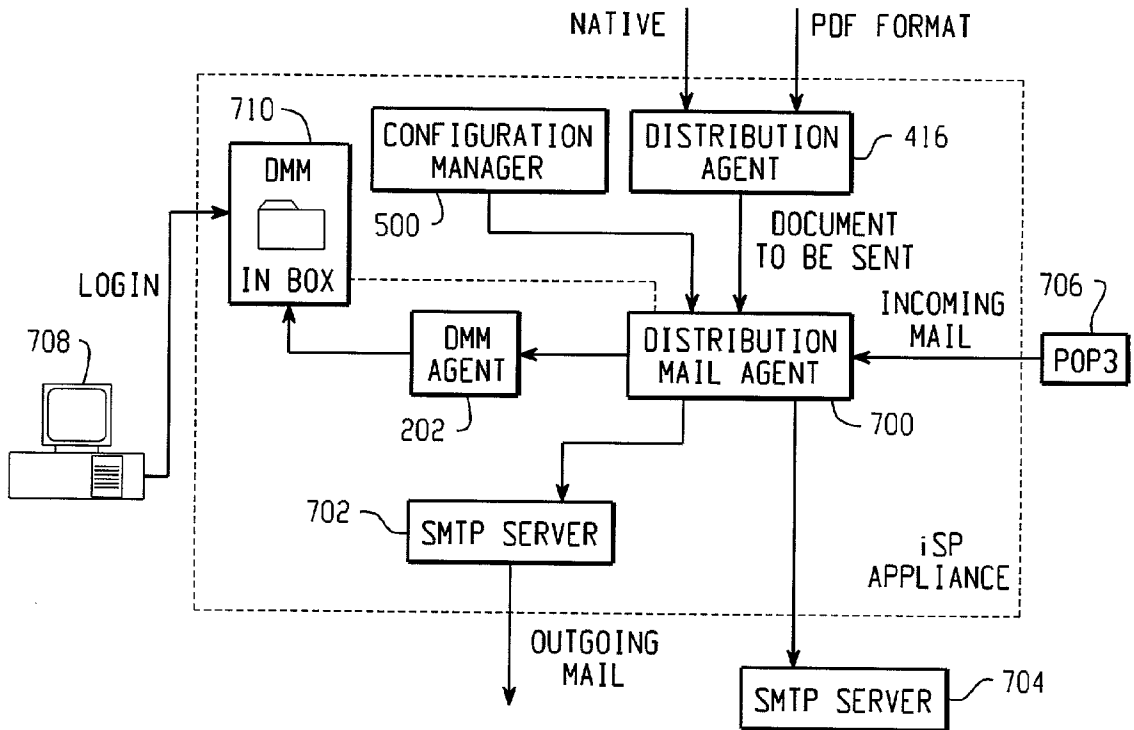 NATIVE
PDF FORMAT
710
CONFIGURATION
MANAGER
DISTRIBUTION
AGENT
416
DMM
IN BOX
500
DOCUMENT
TO BE SENT
LOGIN
INCOMING
MAIL
706
POP3
708
DMM
AGENT
202
DISTRIBUTION
MAIL AGENT
700
702
SMTP SERVER
iSP
APPLIANCE
OUTGOING
MAIL
SMTP SERVER
704